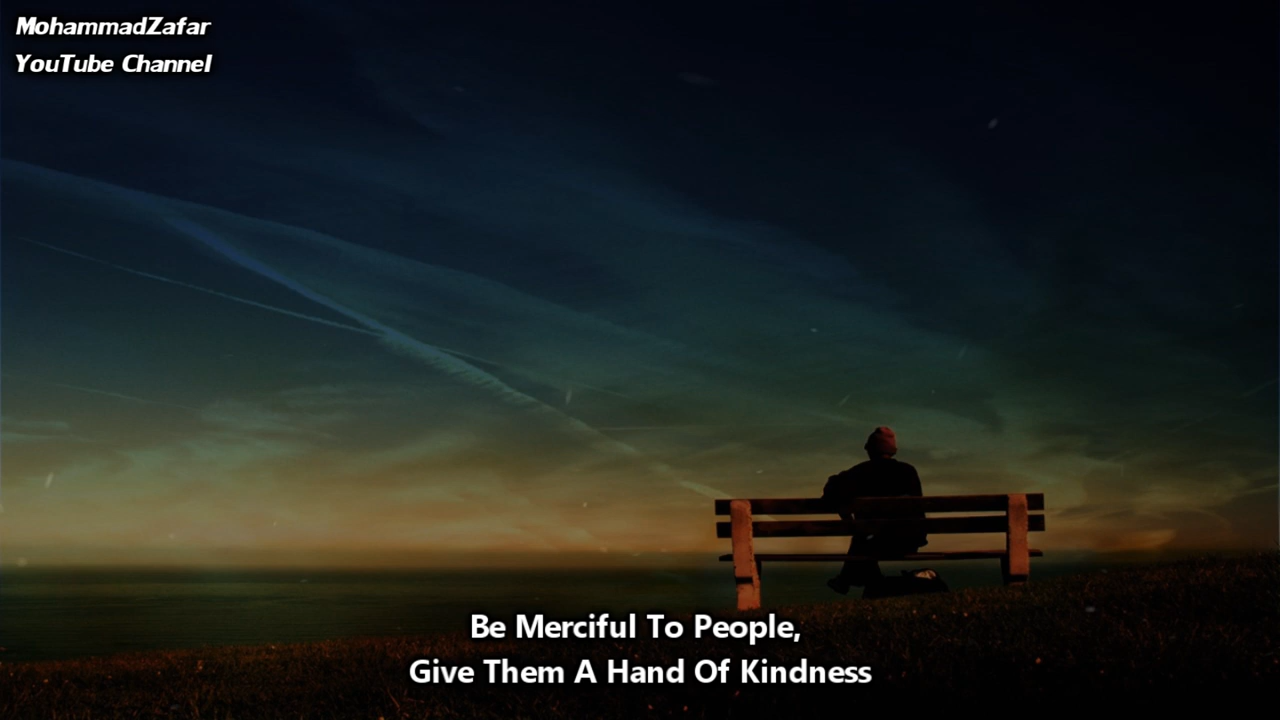 MohammadZafar
YouTube Channel
Be Merciful To People,
Give Them A Hand Of Kindness